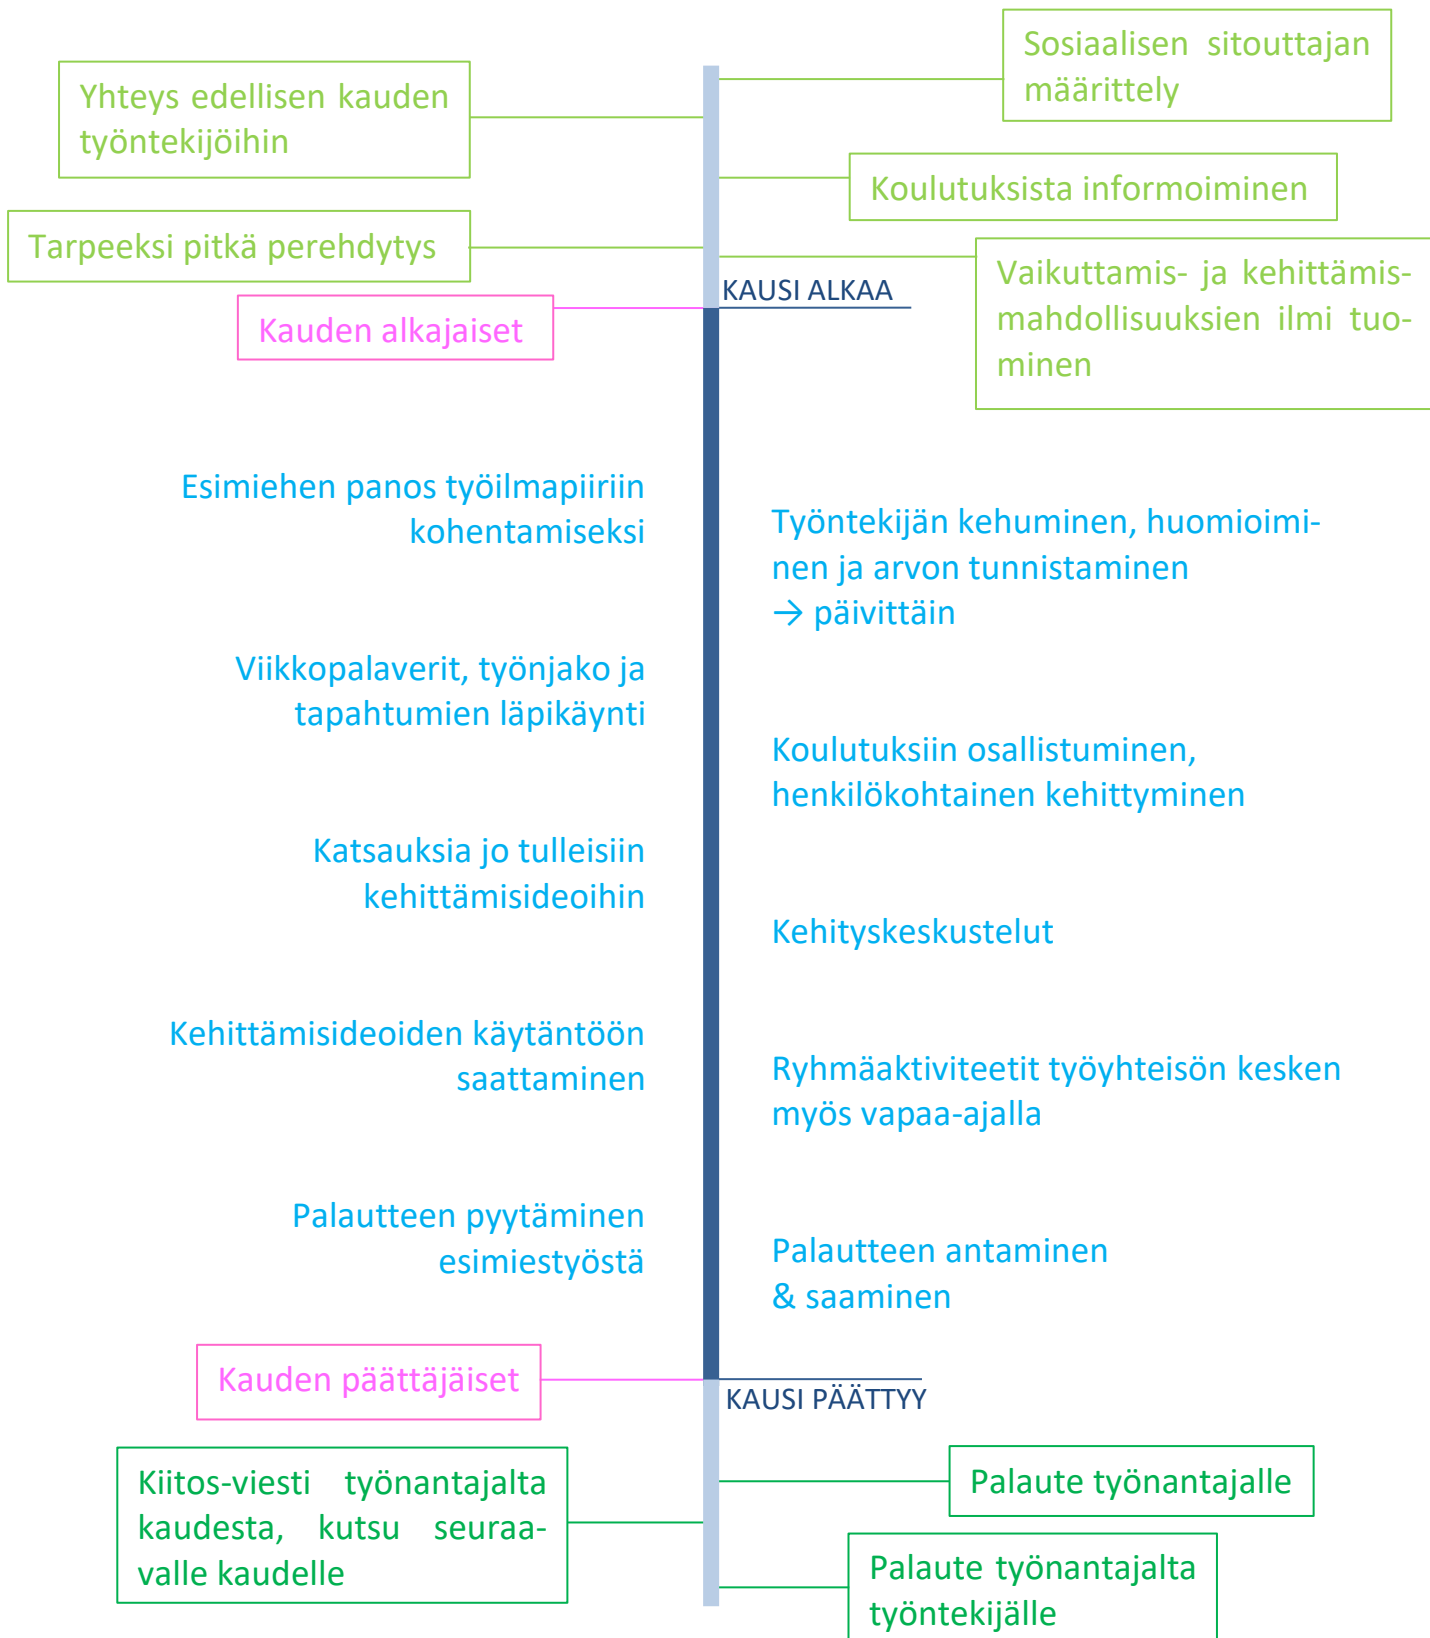 Sosiaalisen sitouttajan
määrittely
Yhteys edellisen kauden
työntekijöihin
Koulutuksista informoiminen
Tarpeeksi pitkä perehdytys
Vaikuttamis- ja kehittämis-
mahdollisuuksien ilmi tuo-
minen
KAUSI ALKAA
Kauden alkajaiset
Esimiehen panos työilmapiiriin
kohentamiseksi
Työntekijän kehuminen, huomioimi-
nen ja arvon tunnistaminen
→ päivittäin
Viikkopalaverit, työnjako ja
tapahtumien läpikäynti
Koulutuksiin osallistuminen,
henkilökohtainen kehittyminen
Katsauksia jo tulleisiin
kehittämisideoihin
Kehityskeskustelut
Kehittämisideoiden käytäntöön
saattaminen
Ryhmäaktiviteetit työyhteisön kesken
myös vapaa-ajalla
Palautteen pyytäminen
esimiestyöstä
Palautteen antaminen
& saaminen
Kauden päättäjäiset
KAUSI PÄÄTTYY
Kiitos-viesti työnantajalta
kaudesta, kutsu seuraa-
valle kaudelle
Palaute työnantajalle
Palaute työnantajalta
työntekijälle